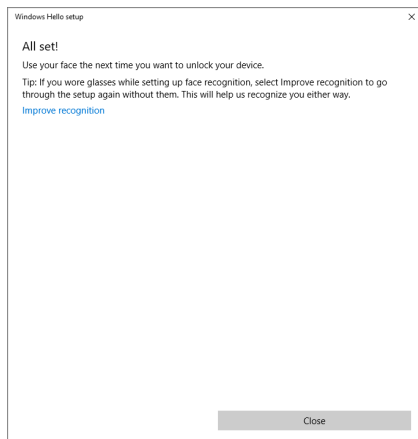 Windows Hello setup
All set!
Use your face the next time you want to unlock your device.
Tip: If you wore glasses while setting up face recognition, select Improve recognition to go
through the setup again without them. This will help us recognize you either way.
Improve recognition
Close